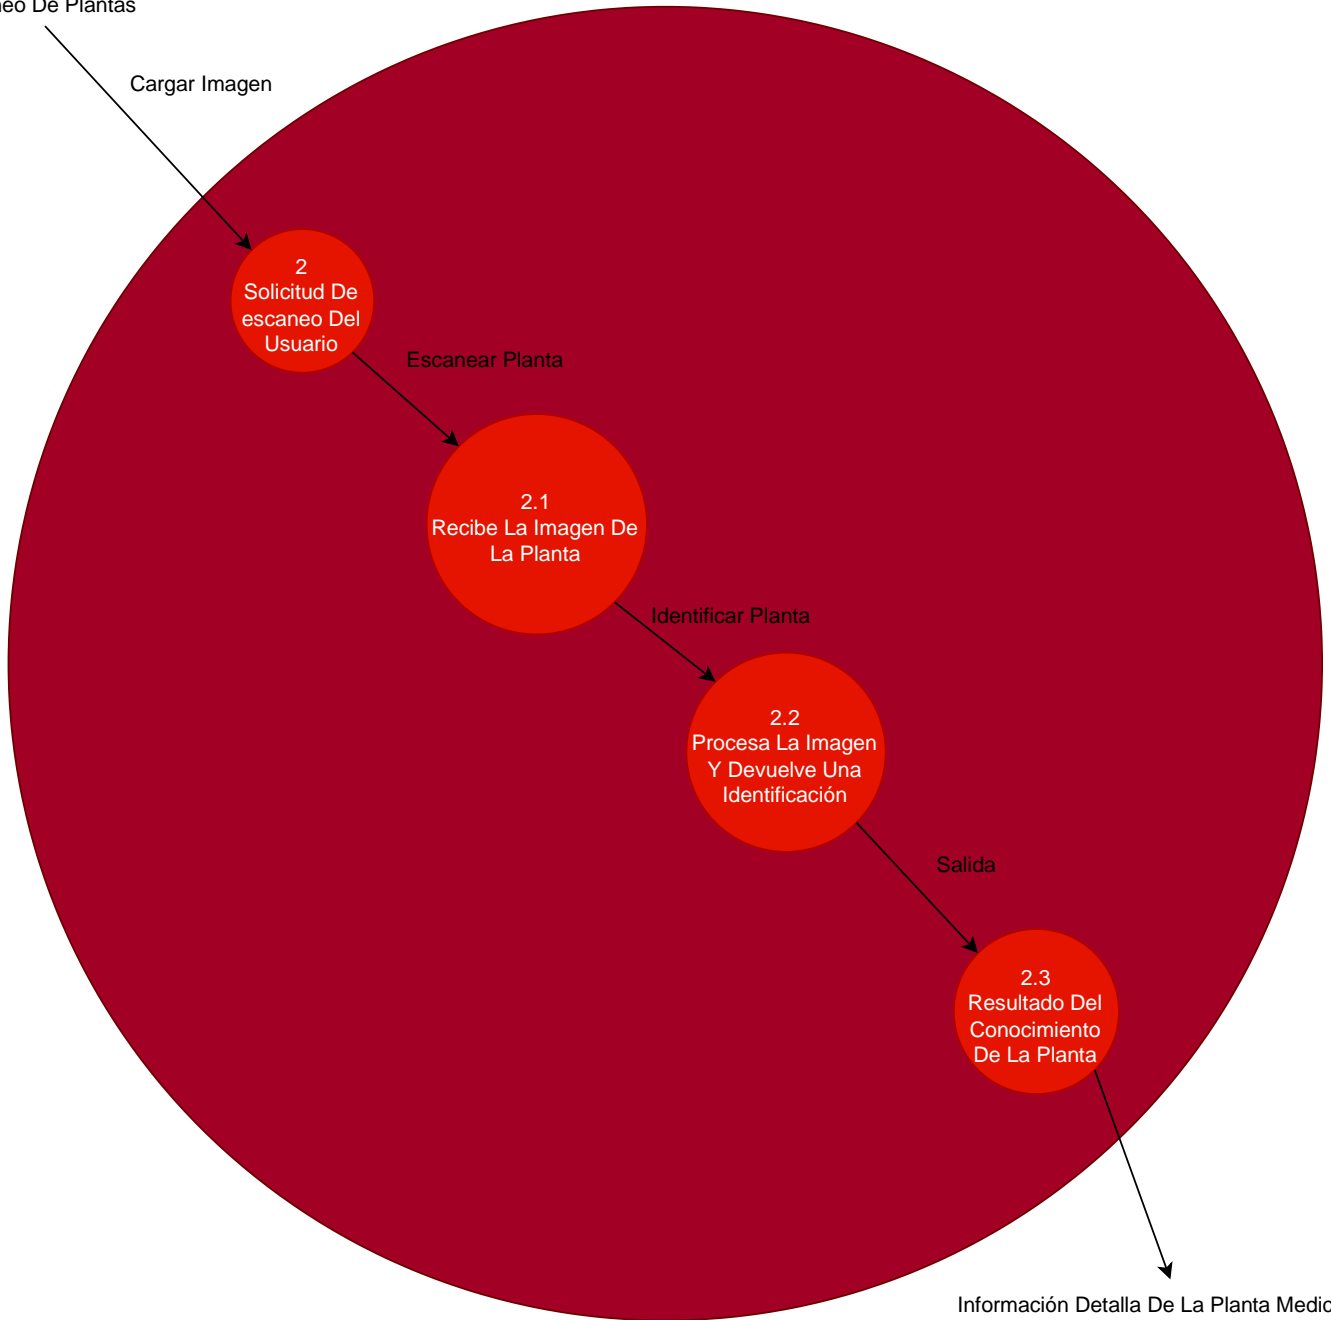 De Plantas
Cargar Imagen
2
Solicitud De
escaneo Del
Usuario
Escanear Planta
2.1
Recibe La Imagen De
La Planta
Identificar Planta
2.2
Procesa La Imagen
Y Devuelve Una
Identificación
Salida
2.3
Resultado Del
Conocimiento
De La Planta
Información Detalla De La Planta